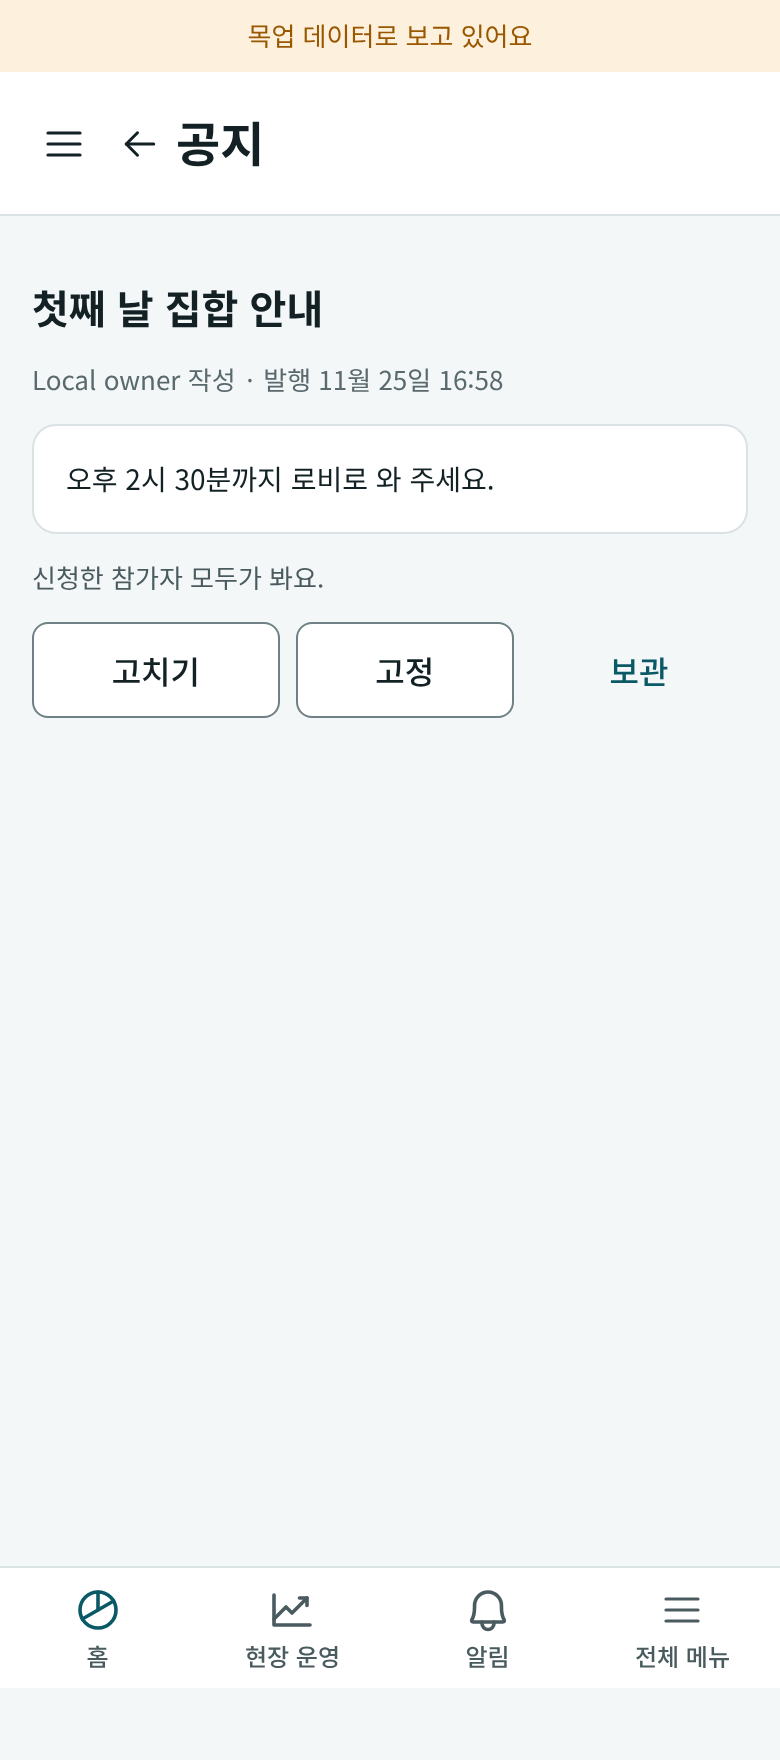 목업 데이터로 보고 있어요
공지
첫째 날 집합 안내
Local owner 작성 · 발행 11월 25일 16:58
오후 2시 30분까지 로비로 와 주세요.
신청한 참가자 모두가 봐요.
고치기 고정 보관
홈 현장 운영 알림 전체 메뉴